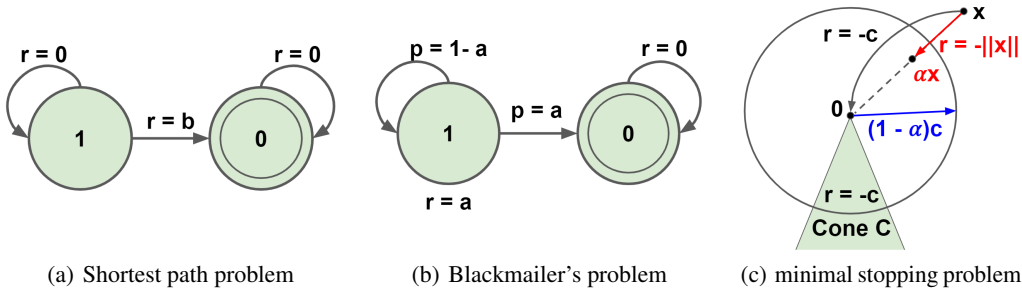 r = 0
r = 0
1
r = b
0
(a) Shortest path problem
p = 1- a
r = 0
1
p = a
0
r = a
(b) Blackmailer's problem
x
r = -c
r = -||x||
αx
0
(1 - α)c
r = -c
Cone C
(c) minimal stopping problem